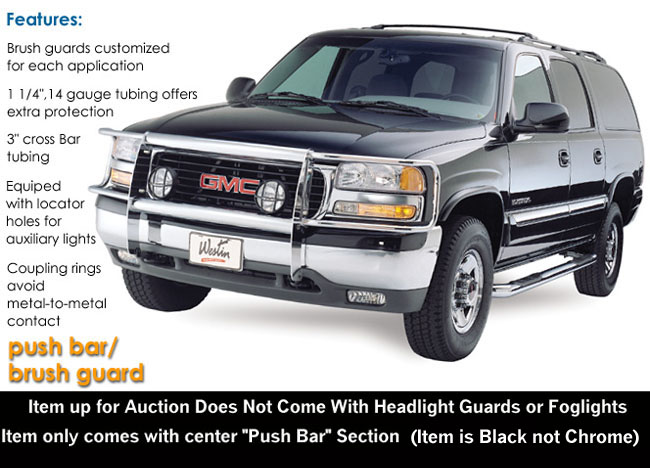 Features:
Brush guards customized
for each application
1 1/4",14 gauge tubing offers
extra protection
3" cross Bar
tubing
Equiped
with locator
holes for
auxiliary lights
Coupling rings
avoid
metal-to-metal
contact
push bar/
brush guard
GMC
Westin
Item up for Auction Does Not Come With Headlight Guards or Foglights
Item only comes with center "Push Bar" Section (Item is Black not Chrome)